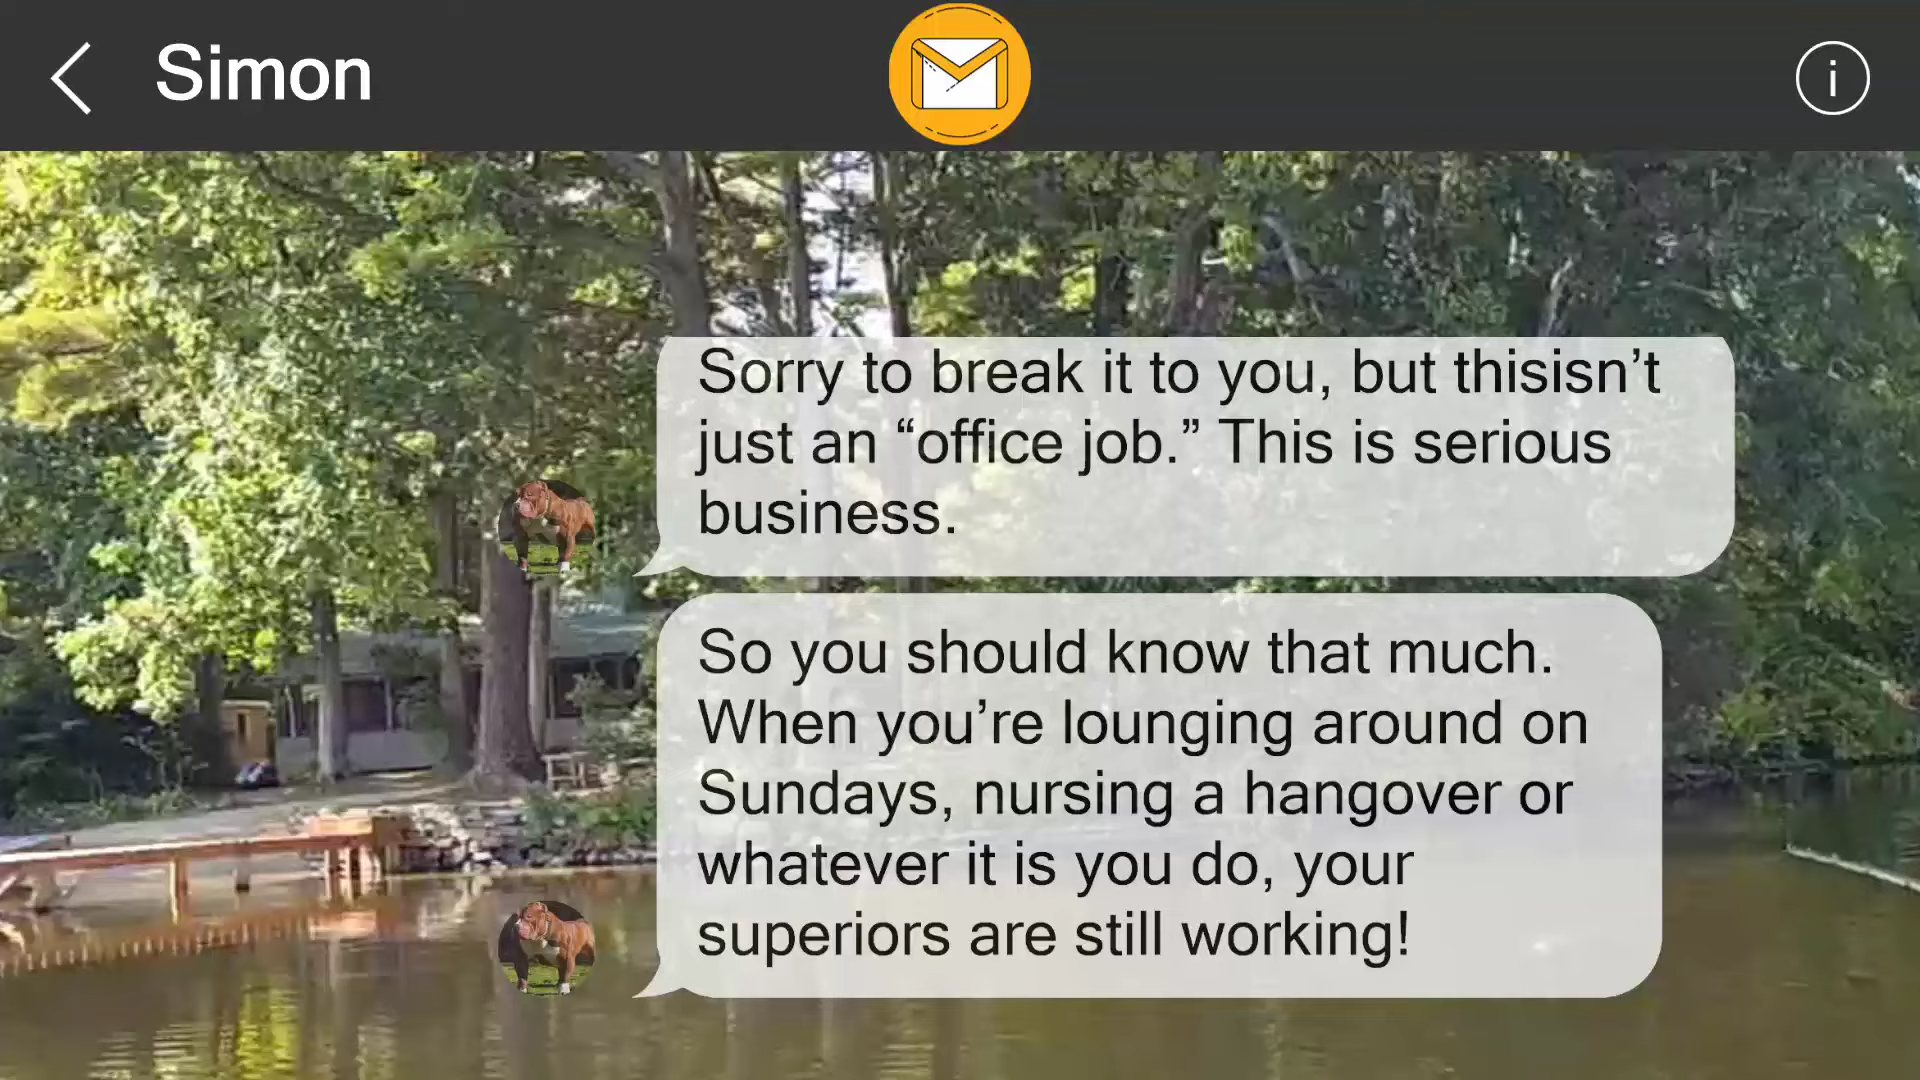 Simon
i
Sorry to break it to you, but thisisn’t
just an “office job.” This is serious
business.
So you should know that much.
When you’re lounging around on
Sundays, nursing a hangover or
whatever it is you do, your
superiors are still working!